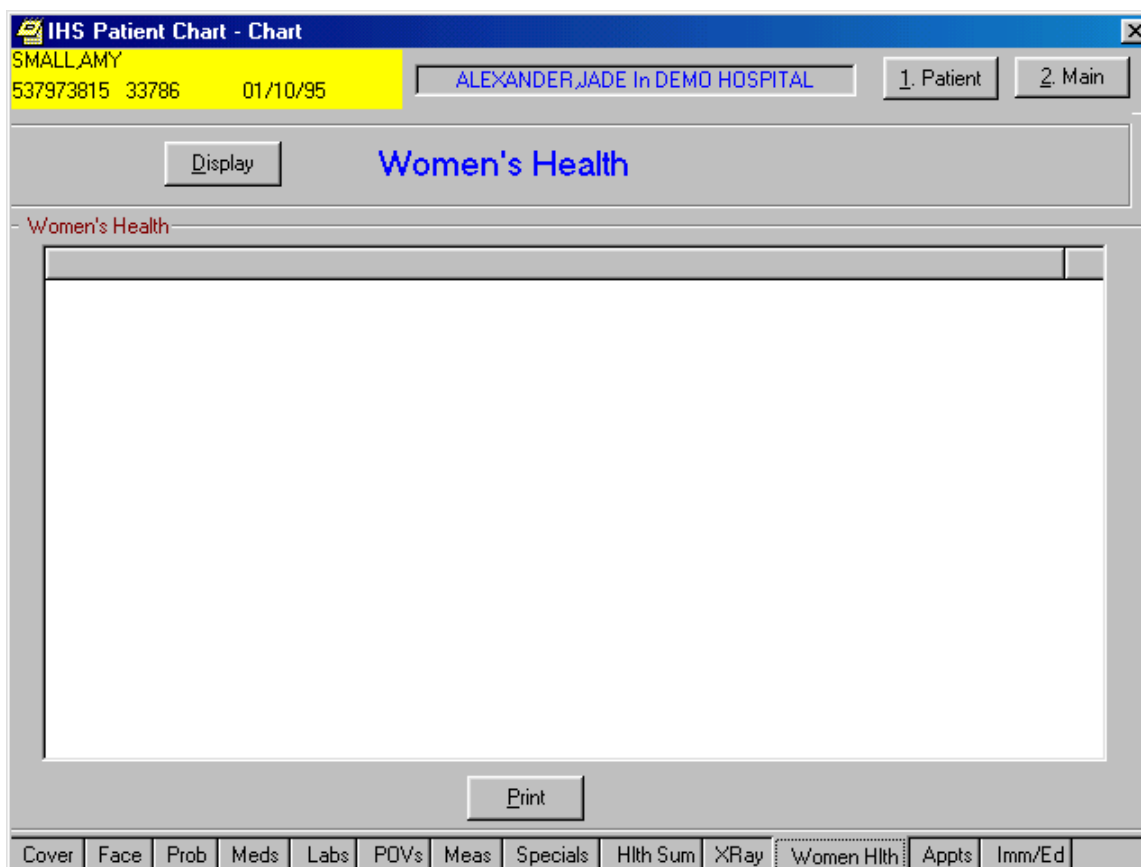 IHS Patient Chart - Chart
SMALL,AMY
537973815 33786 01/10/95
ALEXANDER,JADE In DEMO HOSPITAL
1. Patient
2. Main
Display
Women's Health
Women's Health
Print
Cover Face Prob Meds Labs POVs Meas Specials Hlth Sum XRay Women Hlth Appts Imm/Ed